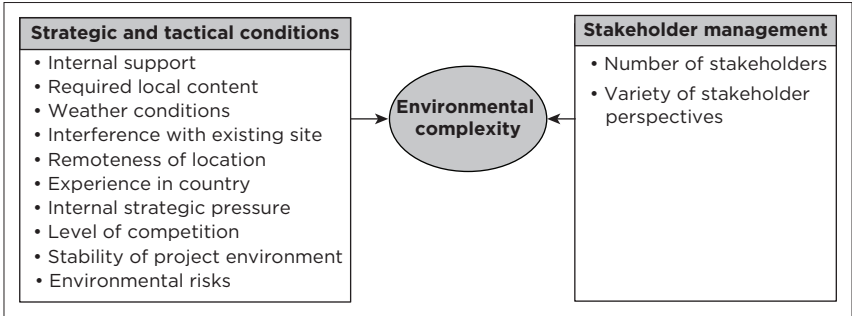 Strategic and tactical conditions
• Internal support
• Required local content
• Weather conditions
• Interference with existing site
• Remoteness of location
• Experience in country
• Internal strategic pressure
• Level of competition
• Stability of project environment
• Environmental risks
Environmental
complexity
Stakeholder management
• Number of stakeholders
• Variety of stakeholder
perspectives